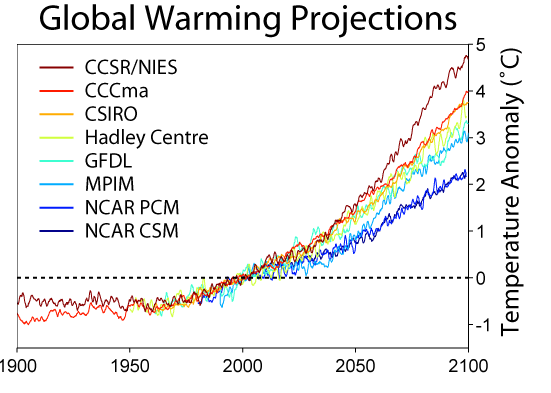 Global Warming Projections
CCSR/NIES
CCCma
CSIRO
Hadley Centre
GFDL
MPIM
NCAR PCM
NCAR CSM
5
4
3
2
1
0
-1
Temperature Anomaly (˚C)
1900
1950
2000
2050
2100